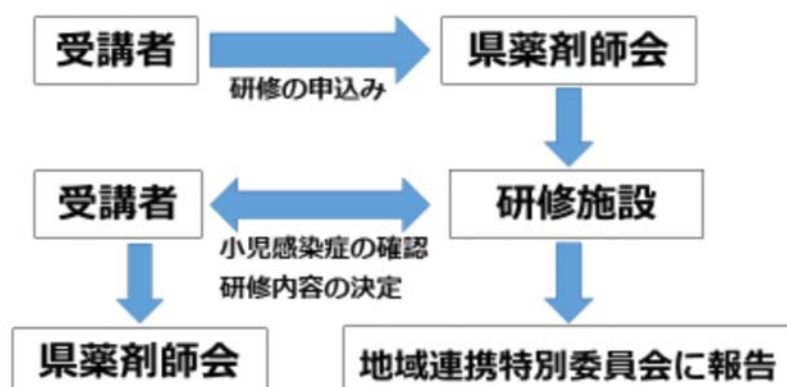 受講者
県薬剤師会
研修の申込み
受講者
研修施設
小児感染症の確認
研修内容の決定
県薬剤師会
地域連携特別委員会に報告